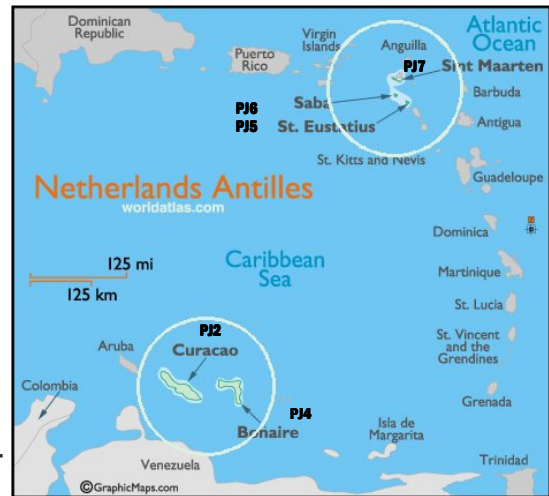 Dominican
Republic
Virgin
Islands
Puerto
Rico
Anguilla
Atlantic
Ocean
PJ7
Sint Maarten
PJ6
Saba
Barbuda
PJ5
St. Eustatius
Antigua
St. Kitts and Nevis
Guadeloupe
Netherlands Antilles
worldatlas.com
Dominica
125 mi
125 km
Caribbean
Sea
Martinique
St. Lucia
St. Vincent
and the
Grendines
PJ2
Curacao
Aruba
Colombia
PJ4
Bonaire
Grenada
Isla de
Margarita
Venezuela
Trinidad
©GraphicMaps.com